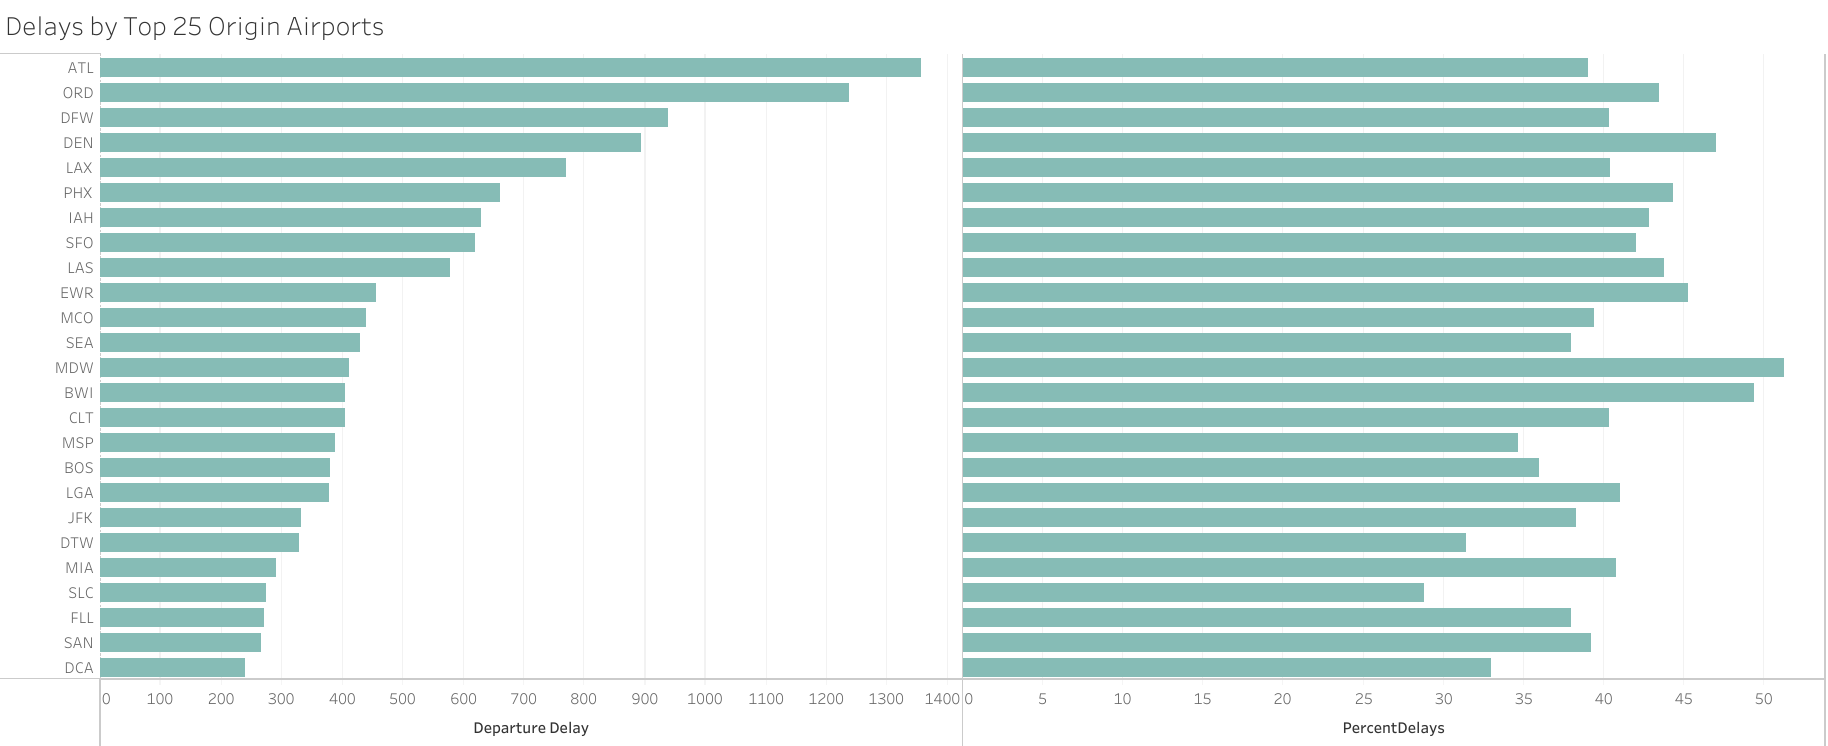 Delays by Top 25 Origin Airports
ATL
ORD
DFW
DEN
LAX
PHX
IAH
SFO
LAS
EWR
MCO
SEA
MDW
BWI
CLT
MSP
BOS
LGA
JFK
DTW
MIA
SLC
FLL
SAN
DCA
0 100 200 300 400 500 600 700 800 900 1000 1100 1200 1300 1400 0 5 10 15 20 25 30 35 40 45 50
Departure Delay PercentDelays